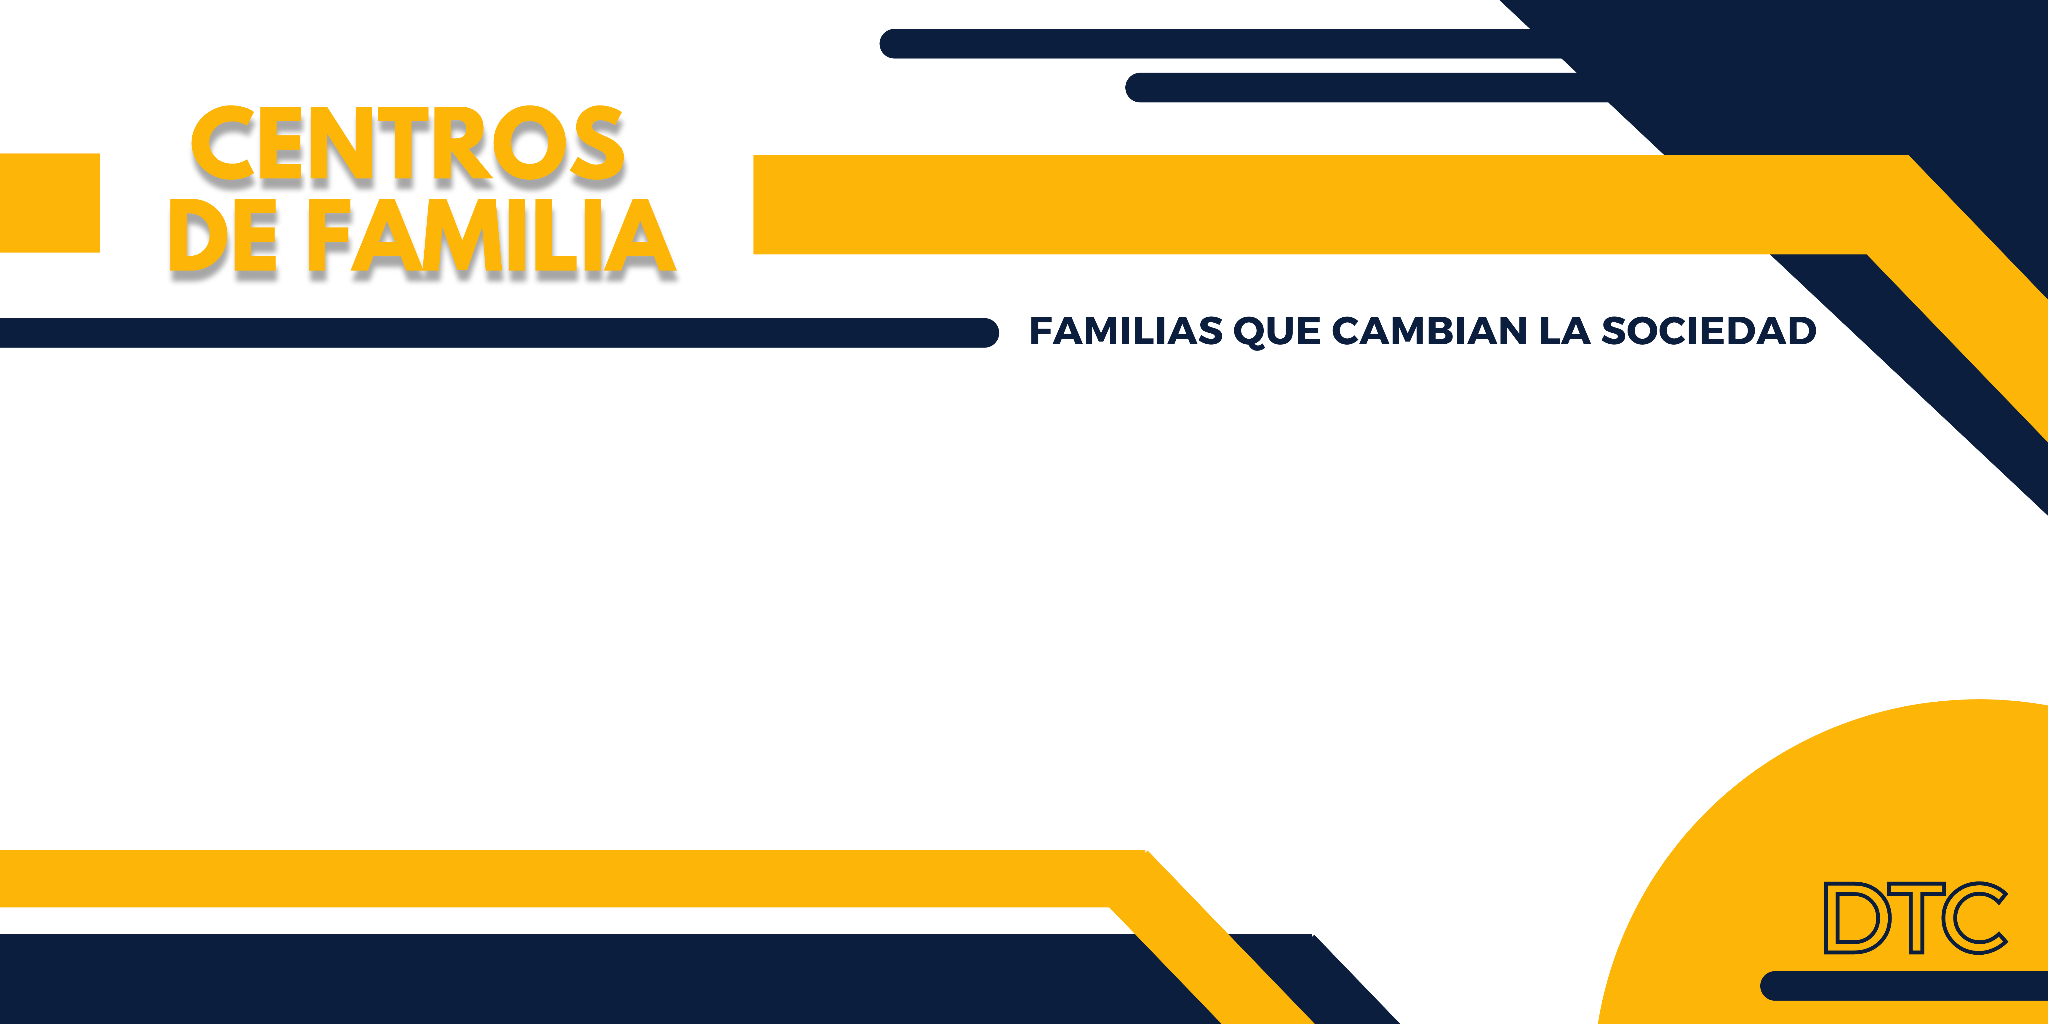 CENTROS
DE FAMILIA
FAMILIAS QUE CAMBIAN LA SOCIEDAD
DTC